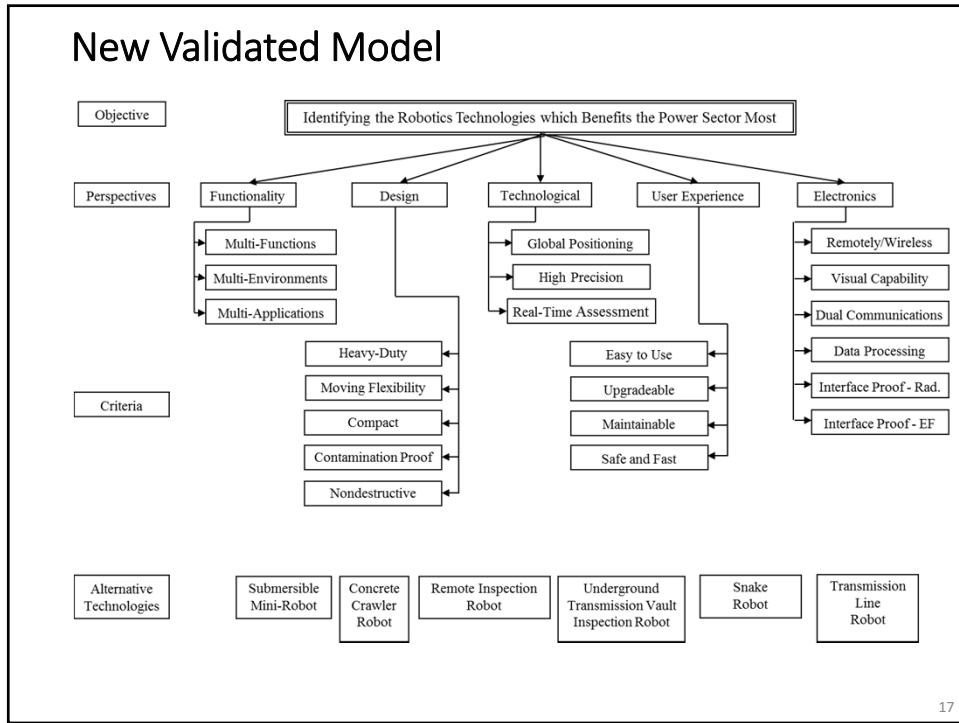 New Validated Model
Objective
Identifying the Robotics Technologies which Benefits the Power Sector Most
Perspectives
Functionality
Design
Technological
User Experience
Electronics
Multi-Functions
Multi-Environments
Multi-Applications
Global Positioning
High Precision
Real-Time Assessment
Remotely/Wireless
Visual Capability
Dual Communications
Data Processing
Interface Proof - Rad.
Interface Proof - EF
Criteria
Heavy-Duty
Moving Flexibility
Compact
Contamination Proof
Nondestructive
Easy to Use
Upgradeable
Maintainable
Safe and Fast
Alternative
Technologies
Submersible
Mini-Robot
Concrete
Crawler
Robot
Remote Inspection
Robot
Underground
Transmission Vault
Inspection Robot
Snake
Robot
Transmission
Line
Robot
17